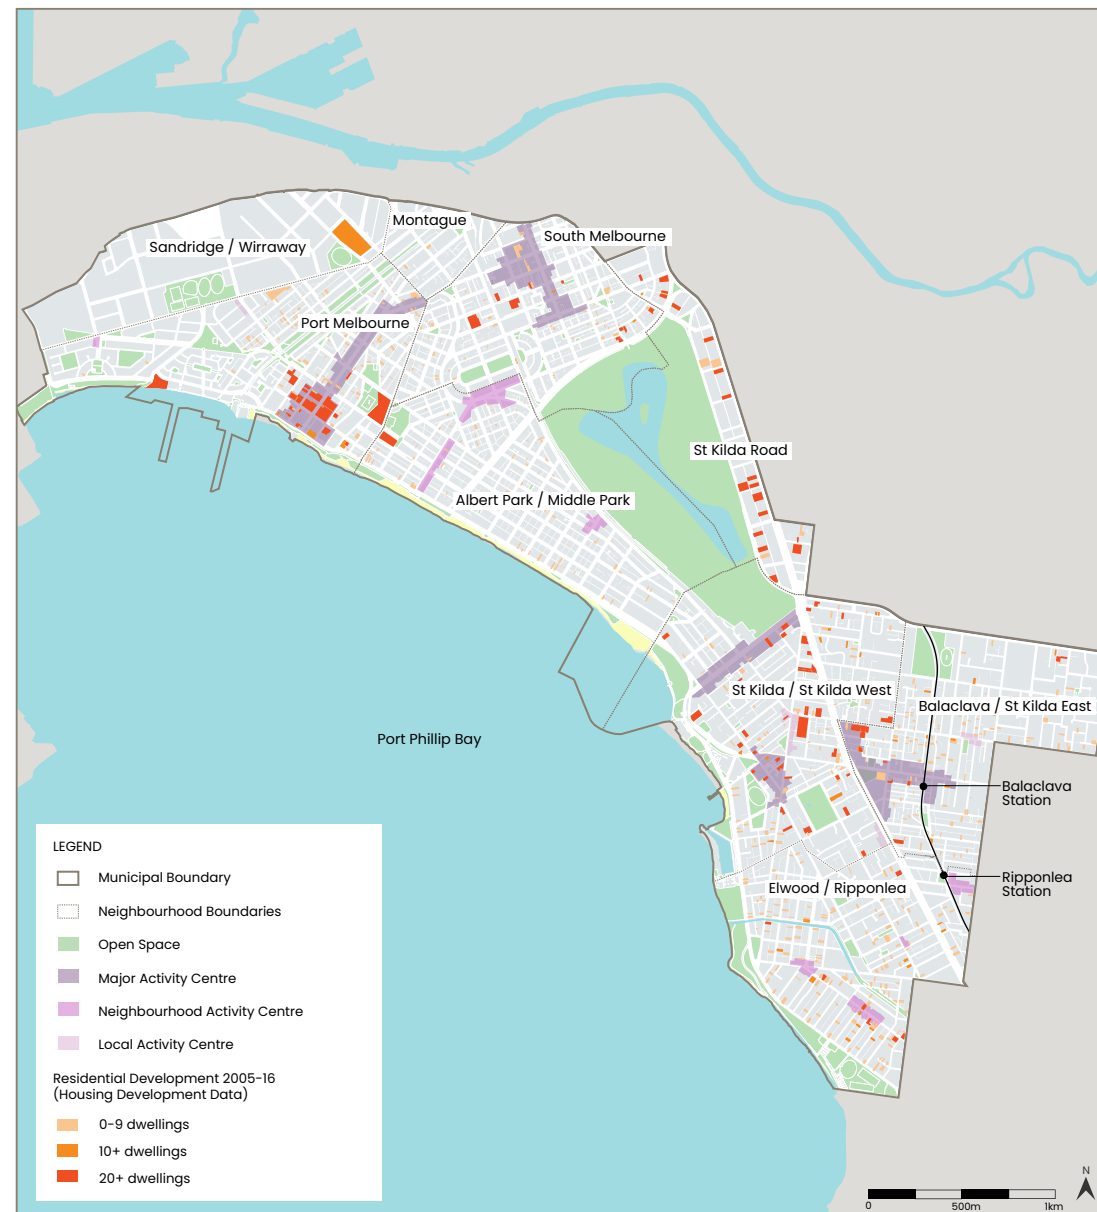 Montague
South Melbourne
Sandridge / Wirraway
Port Melbourne
St Kilda Road
Albert Park / Middle Park
St Kilda / St Kilda West
Balaclava / St Kilda East
Port Phillip Bay
Balaclava
Station
Ripponlea
Station
Elwood / Ripponlea
LEGEND
Municipal Boundary
Neighbourhood Boundaries
Open Space
Major Activity Centre
Neighbourhood Activity Centre
Local Activity Centre
Residential Development 2005-16
(Housing Development Data)
0-9 dwellings
10+ dwellings
20+ dwellings
N
0 500m 1km